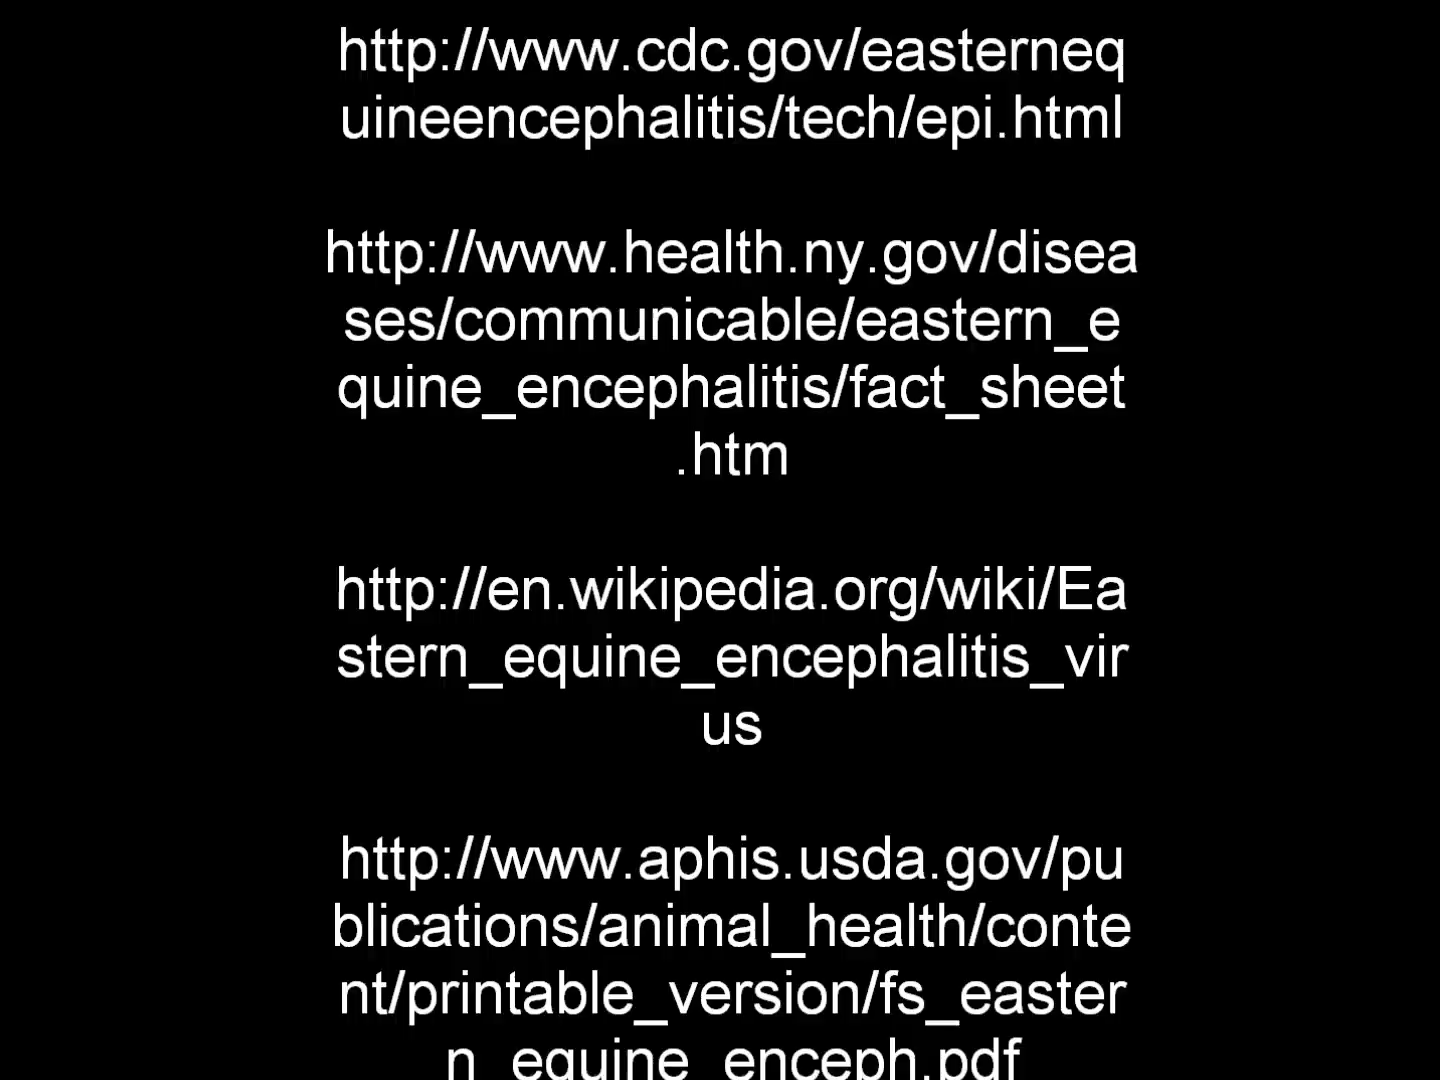 http://www.cdc.gov/easterneq
uineencephalitis/tech/epi.html
http://www.health.ny.gov/disea
ses/communicable/eastern_e
quine_encephalitis/fact_sheet
.htm
http://en.wikipedia.org/wiki/Ea
stern_equine_encephalitis_vir
us
http://www.aphis.usda.gov/pu
blications/animal_health/conte
nt/printable_version/fs_easter
n_equine_enceph.pdf